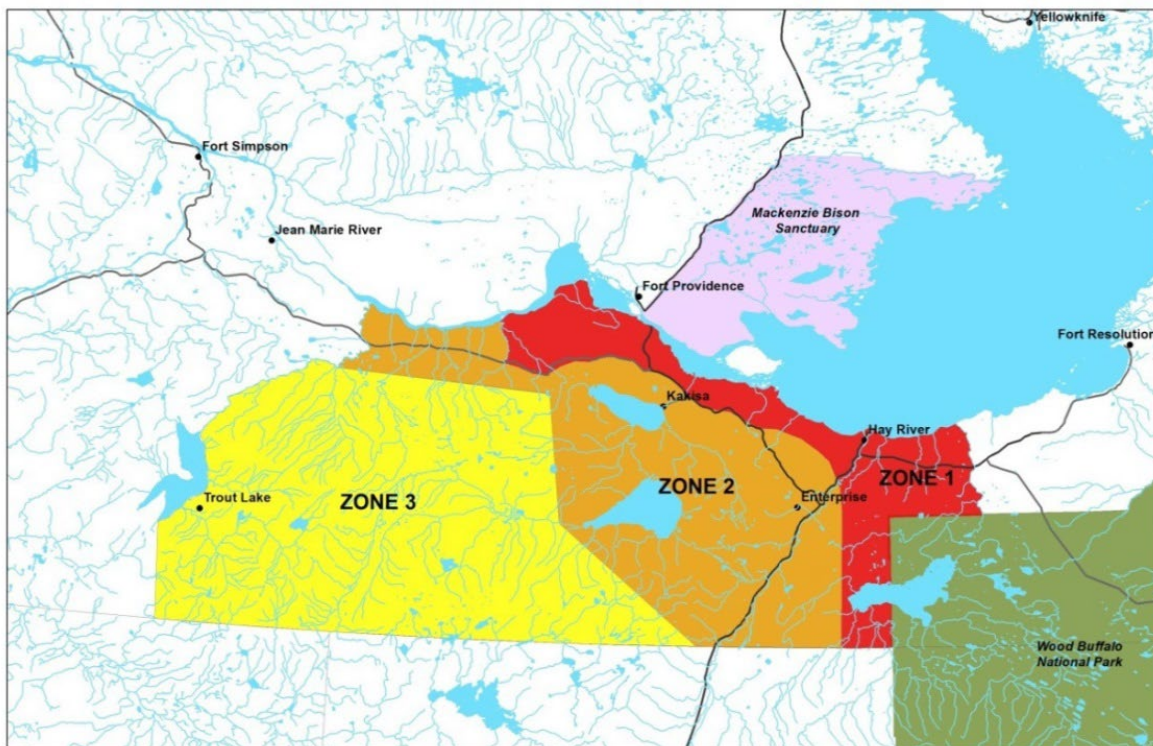 Yellowknife
Fort Simpson
Mackenzie Bison
Sanctuary
Jean Marie River
Fort Providence
Fort Resolution
Kakisa
Hay River
ZONE 1
ZONE 2
Enterprise
ZONE 3
Trout Lake
Wood Buffalo
National Park